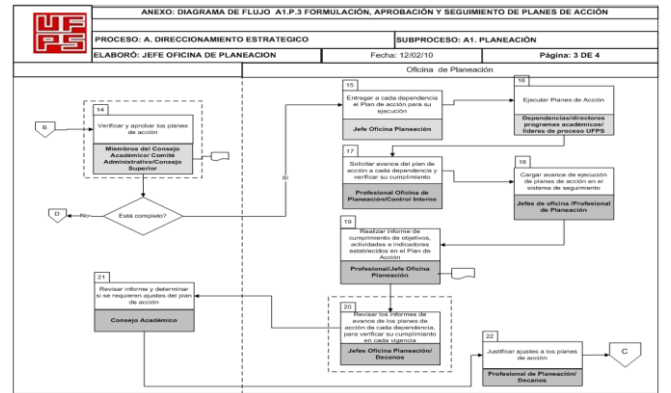 ANEXO: DIAGRAMA DE FLUJO A1.P.3 FORMULACIÓN, APROBACIÓN Y SEGUIMIENTO DE PLANES DE ACCIÓN
UFPS
PROCESO: A. DIRECCIONAMIENTO ESTRATEGICO
SUBPROCESO: A1. PLANEACIÓN
ELABORÓ: JEFE OFICINA DE PLANEACION
Fecha: 12/02/10
Página: 3 DE 4
Oficina de Planeación
B
14
Verificar y aprobar los planes
de acción
Miembros del Consejo
Académico/ Comité
Administrativo/Consejo
Superior
Está completo?
No
D
Si
15
Entregar a cada dependencia
el Plan de acción para su
ejecución
Jefe Oficina Planeación
16
Ejecutar Planes de Acción
Dependencias/directores
programas académicos/
líderes de proceso UFPS
17
Solicitar avance del plan de
acción a cada dependencia y
verificar su cumplimiento
Profesional Oficina de
Planeación/Control Interno
18
Cargar avance de ejecución
de planes de acción en el
sistema de seguimiento
Jefes de oficina /Profesional
de Planeación
19
Realizar informe de
cumplimiento de objetivos,
actividades e indicadores
establecidos en el Plan de
Acción
Profesional/Jefe Oficina
Planeación
20
Revisar los informes de
avance de los planes de
acción de cada dependencia,
para verificar su cumplimiento
en cada vigencia
Jefes Oficina Planeación/
Decanos
21
Revisar informe y determinar
si se requieren ajustes del plan
de acción
Consejo Académico
22
Justificar ajustes a los planes
de acción
Profesional de Planeación/
Decanos
C